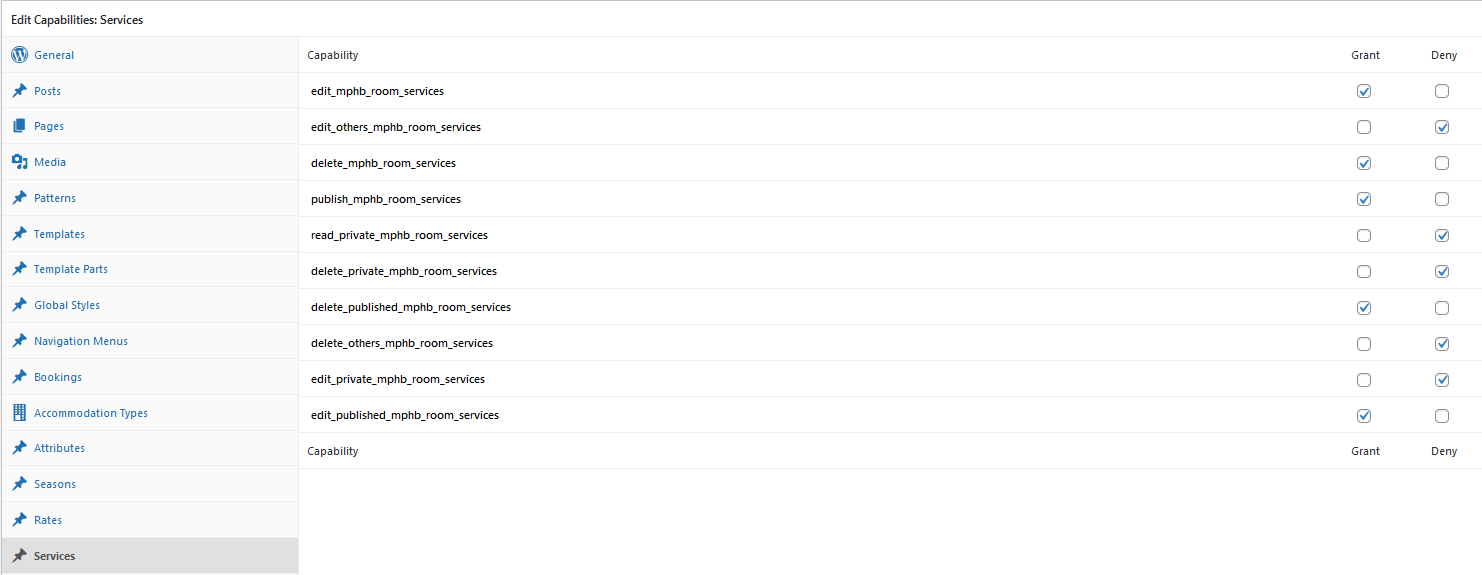 Edit Capabilities: Services
General
Posts
Pages
Media
Patterns
Templates
Template Parts
Global Styles
Navigation Menus
Bookings
Accommodation Types
Attributes
Seasons
Rates
Services
Capability Grant Deny
edit_mphb_room_services
edit_others_mphb_room_services
delete_mphb_room_services
publish_mphb_room_services
read_private_mphb_room_services
delete_private_mphb_room_services
delete_published_mphb_room_services
delete_others_mphb_room_services
edit_private_mphb_room_services
edit_published_mphb_room_services
Capability Grant Deny